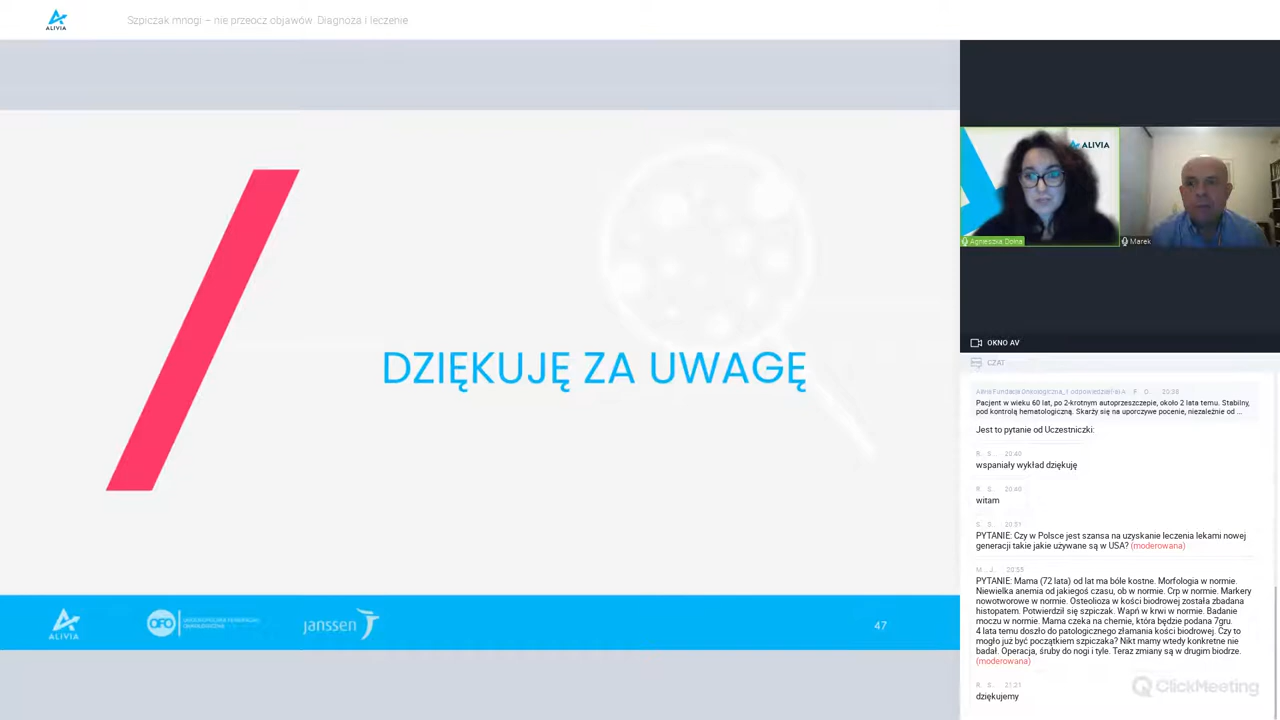 ALIVIA
Szpiczak mnogi – nie przeocz objawów. Diagnoza i leczenie
DZIĘKUJĘ ZA UWAGĘ
ALIVIA
OFO
janssen
47
ALIVIA
Agnieszka Dolna
Marek
OKNO AV
CZAT
20:38
Pacjent w wieku 60 lat, po 2-krotnym autoprzeszczepie, około 2 lata temu. Stabilny,
pod kontrolą hematologiczną. Skarży się na uporczywe pocenie, niezależnie od ...
Jest to pytanie od Uczestniczki:
20:40
wspaniały wykład dziękuję
20:40
witam
PYTANIE: Czy w Polsce jest szansa na uzyskanie leczenia lekami nowej
generacji takie jakie używane są w USA? (moderowana)
M... J. 20:55
PYTANIE: Mama (72 lata) od lat ma bóle kostne. Morfologia w normie.
Niewielka anemia od jakiegoś czasu, ob w normie. Crp w normie. Markery
nowotworowe w normie. Osteolioza w kości biodrowej została zbadana
histopatem. Potwierdził się szpiczak. Wapń w krwi w normie. Badanie
moczu w normie. Mama czeka na chemie, która będzie podana 7gru.
4 lata temu doszło do patologicznego złamania kości biodrowej. Czy to
mogło już być początkiem szpiczaka? Nikt mamy wtedy konkretne nie
badał. Operacja, śruby do nogi i tyle. Teraz zmiany są w drugim biodrze.
(moderowana)
21:21
dziękujemy
ClickMeeting